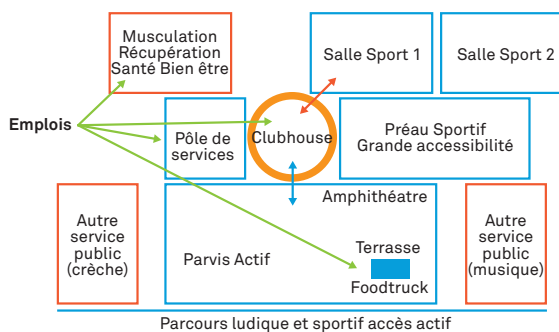 Musculation
Récupération
Santé Bien être
Salle Sport 1
Salle Sport 2
Emplois
Pôle de
services
Clubhouse
Préau Sportif
Grande accessibilité
Autre
service
public
(crèche)
Amphithéatre
Parvis Actif
Terrasse
Foodtruck
Autre
service
public
(musique)
Parcours ludique et sportif accès actif